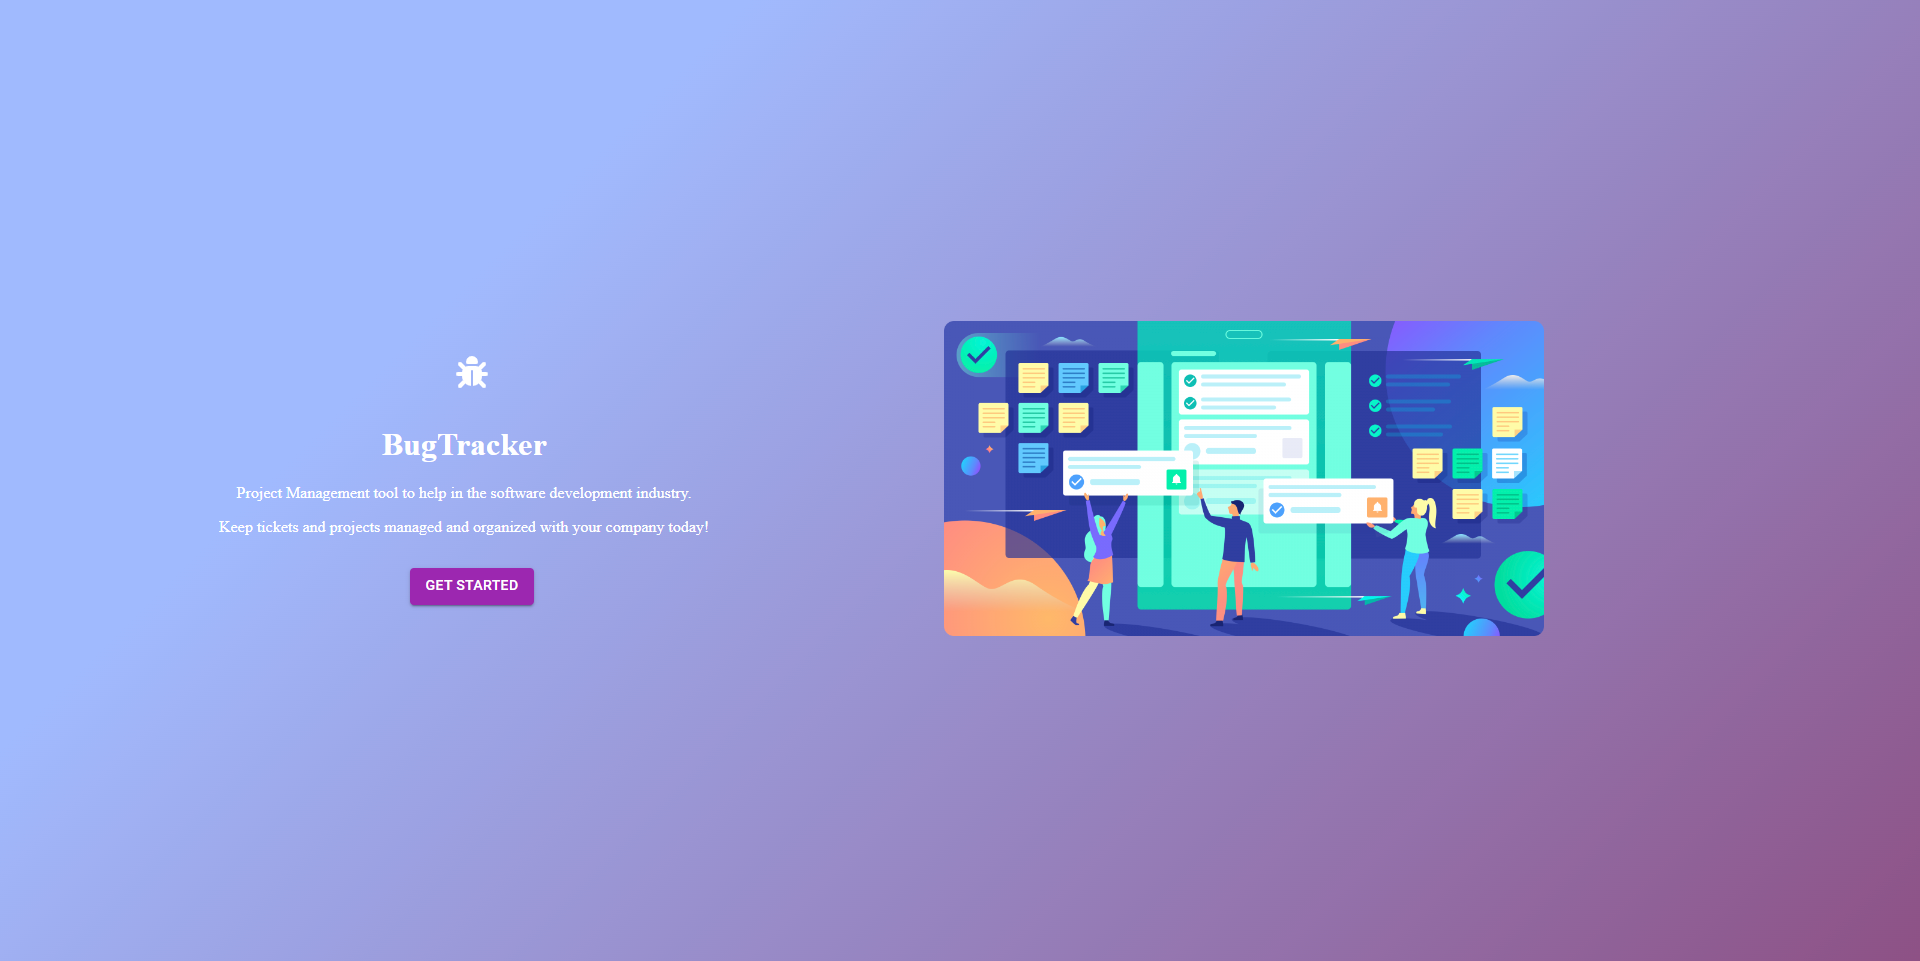 BugTracker
Project Management tool to help in the software development industry.
Keep tickets and projects managed and organized with your company today!
GET STARTED